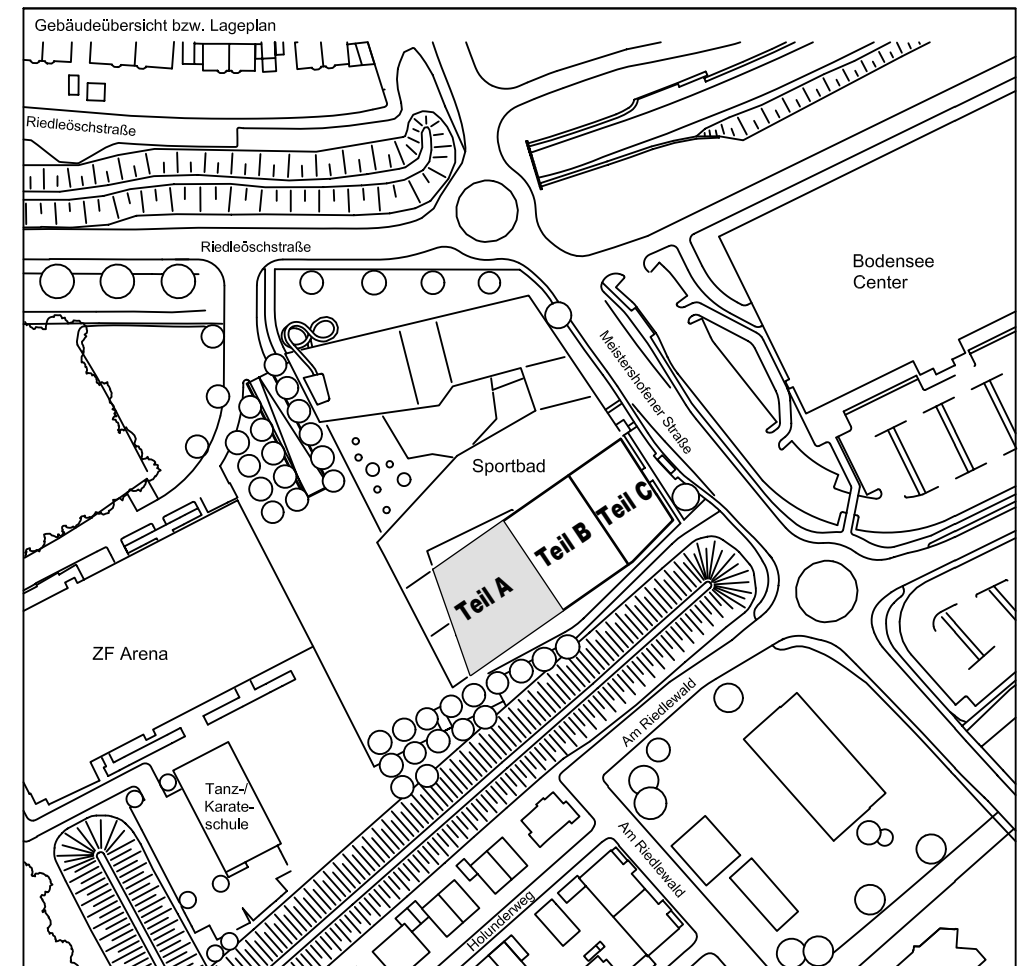 Gebäudeübersicht bzw. Lageplan
Riedleöschstraße
Riedleöschstraße
Bodensee
Center
Meistershofener Straße
Sportbad
Teil C
Teil B
Teil A
ZF Arena
Am Riedlewald
Tanz-/
Karate-
schule
Am Riedlewald
Holunderweg